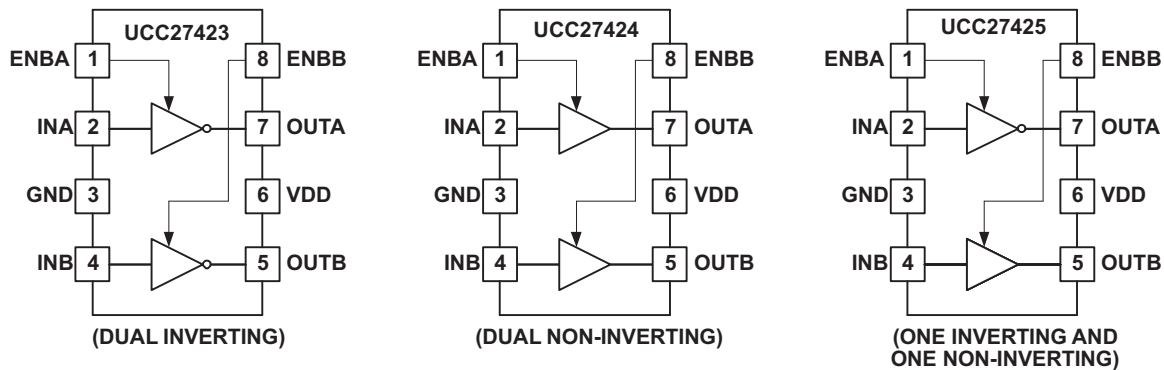 UCC27423
ENBA 1 8 ENBB
INA 2 7 OUTA
GND 3 6 VDD
INB 4 5 OUTB
(DUAL INVERTING)
UCC27424
ENBA 1 8 ENBB
INA 2 7 OUTA
GND 3 6 VDD
INB 4 5 OUTB
(DUAL NON-INVERTING)
UCC27425
ENBA 1 8 ENBB
INA 2 7 OUTA
GND 3 6 VDD
INB 4 5 OUTB
(ONE INVERTING AND
ONE NON-INVERTING)